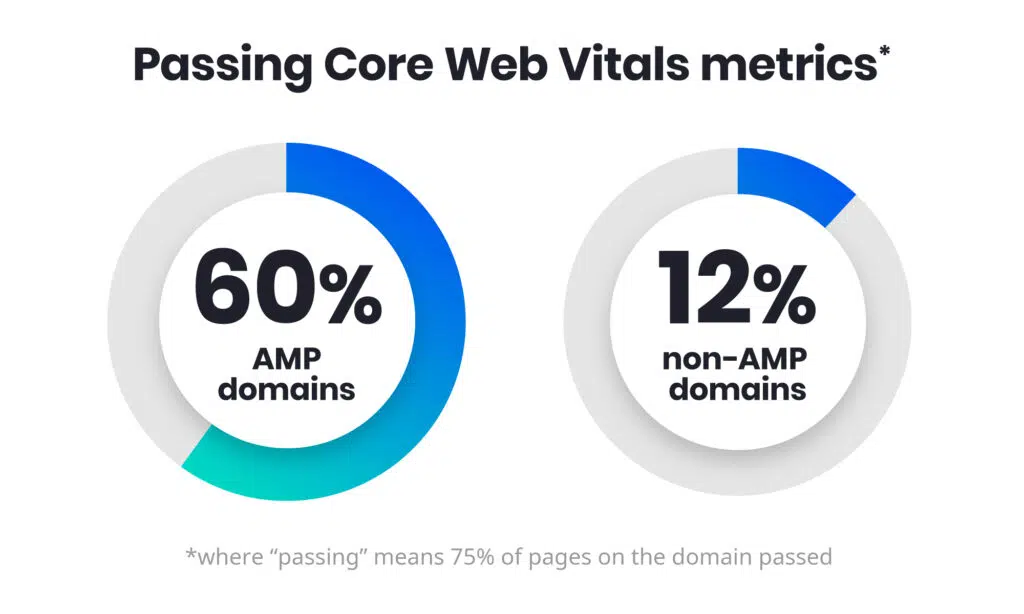 Passing Core Web Vitals metrics*
60%
AMP
domains
12%
non-AMP
domains
*where “passing” means 75% of pages on the domain passed